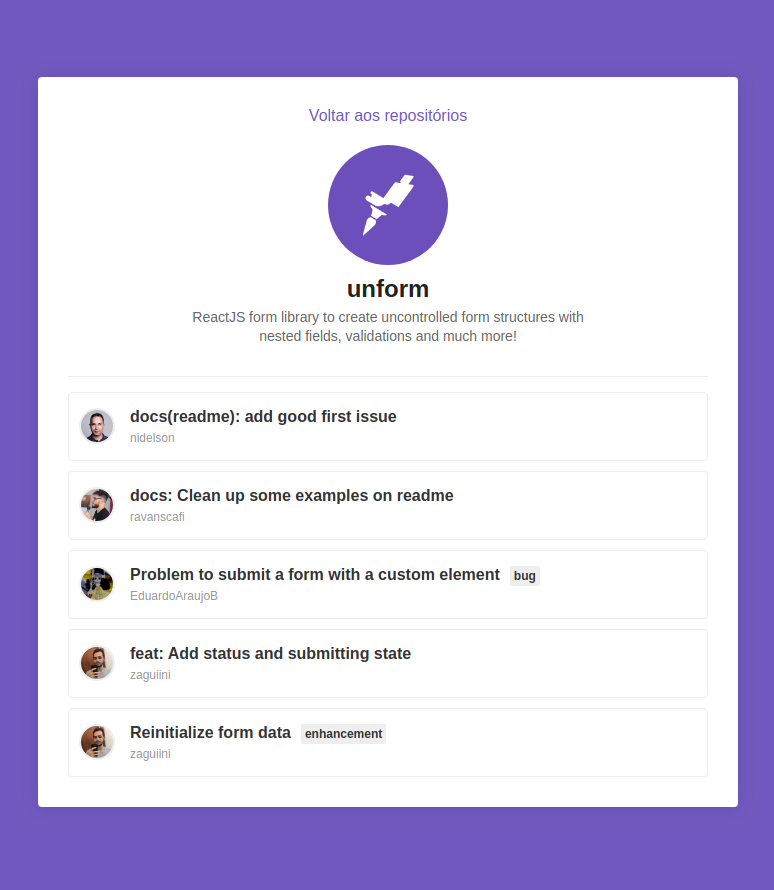 Voltar aos repositórios
unform
ReactJS form library to create uncontrolled form structures with
nested fields, validations and much more!
docs(readme): add good first issue
nidelson
docs: Clean up some examples on readme
ravanscafi
Problem to submit a form with a custom element bug
EduardoAraujoB
feat: Add status and submitting state
zaguiini
Reinitialize form data enhancement
zaguiini